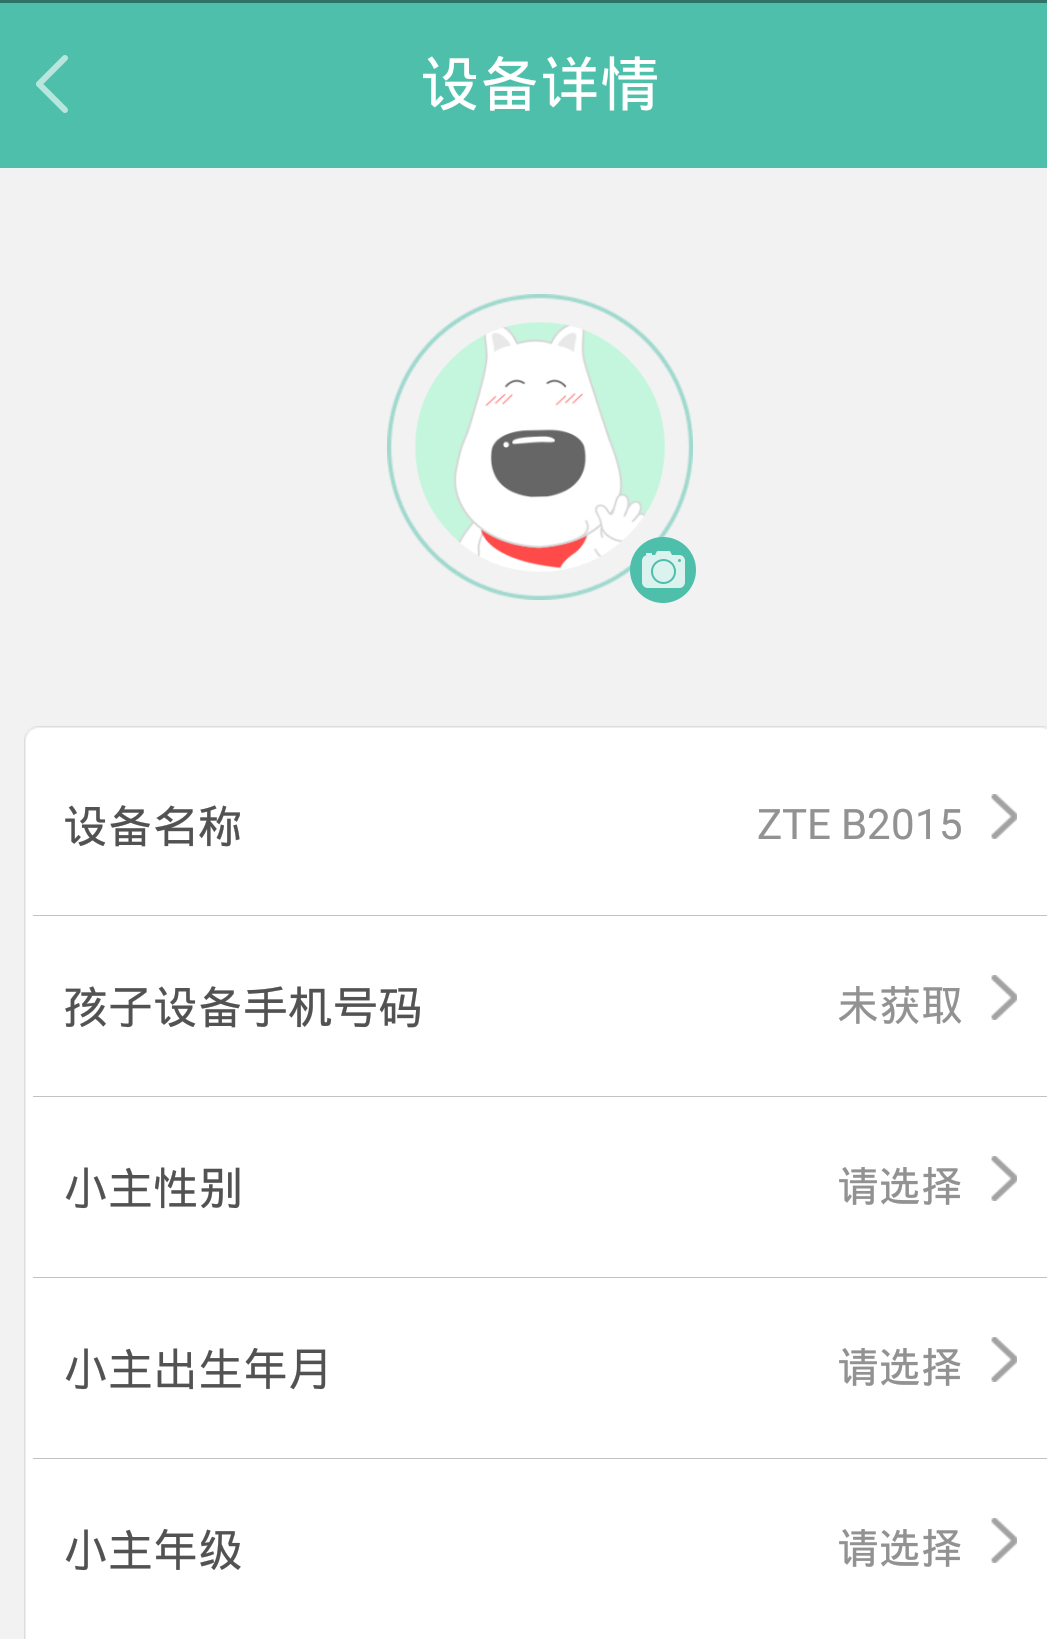 设备详情
设备名称 ZTE B2015
孩子设备手机号码 未获取
小主性别 请选择
小主出生年月 请选择
小主年级 请选择